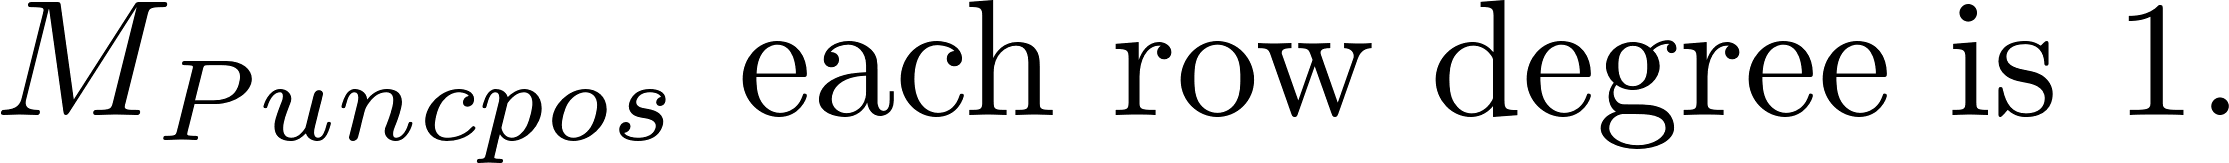 M_{Puncpos} each row degree is 1.